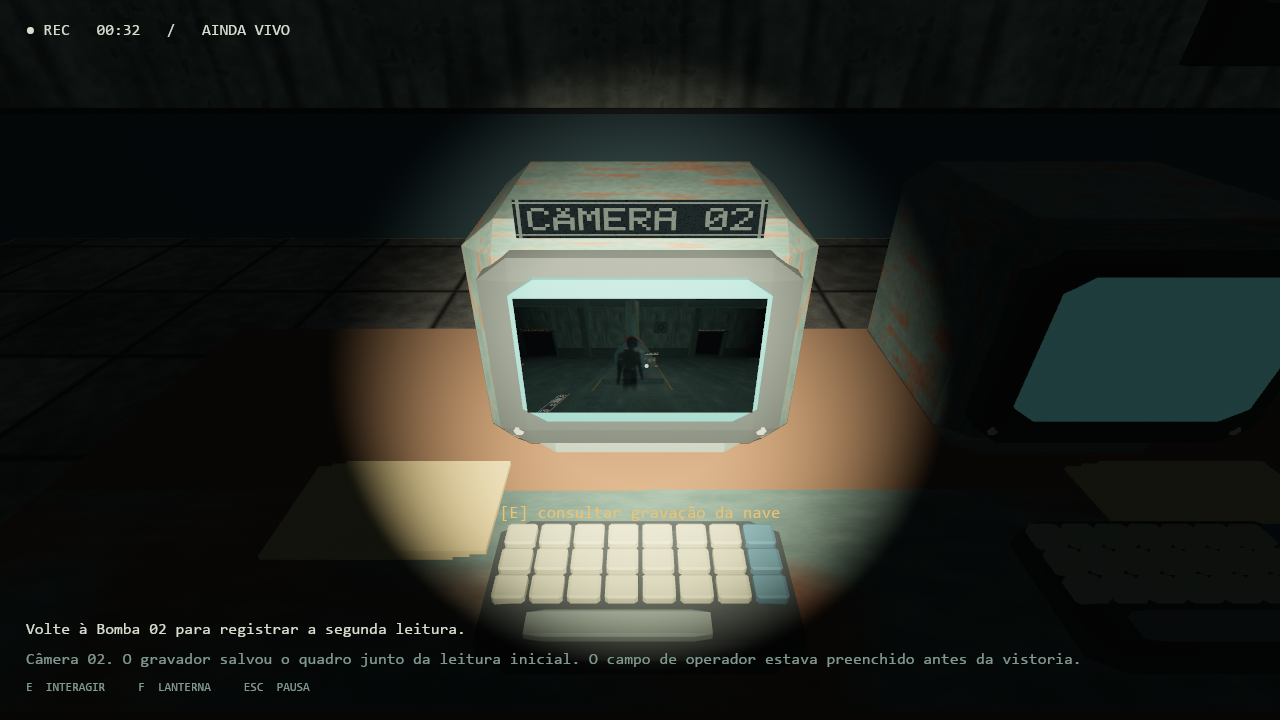 ● REC 00:32 / AINDA VIVO
CÂMERA 02
[E] consultar gravação da nave
Volte à Bomba 02 para registrar a segunda leitura.
Câmera 02. O gravador salvou o quadro junto da leitura inicial. O campo de operador estava preenchido antes da vistoria.
E INTERAGIR F LANTERNA ESC PAUSA